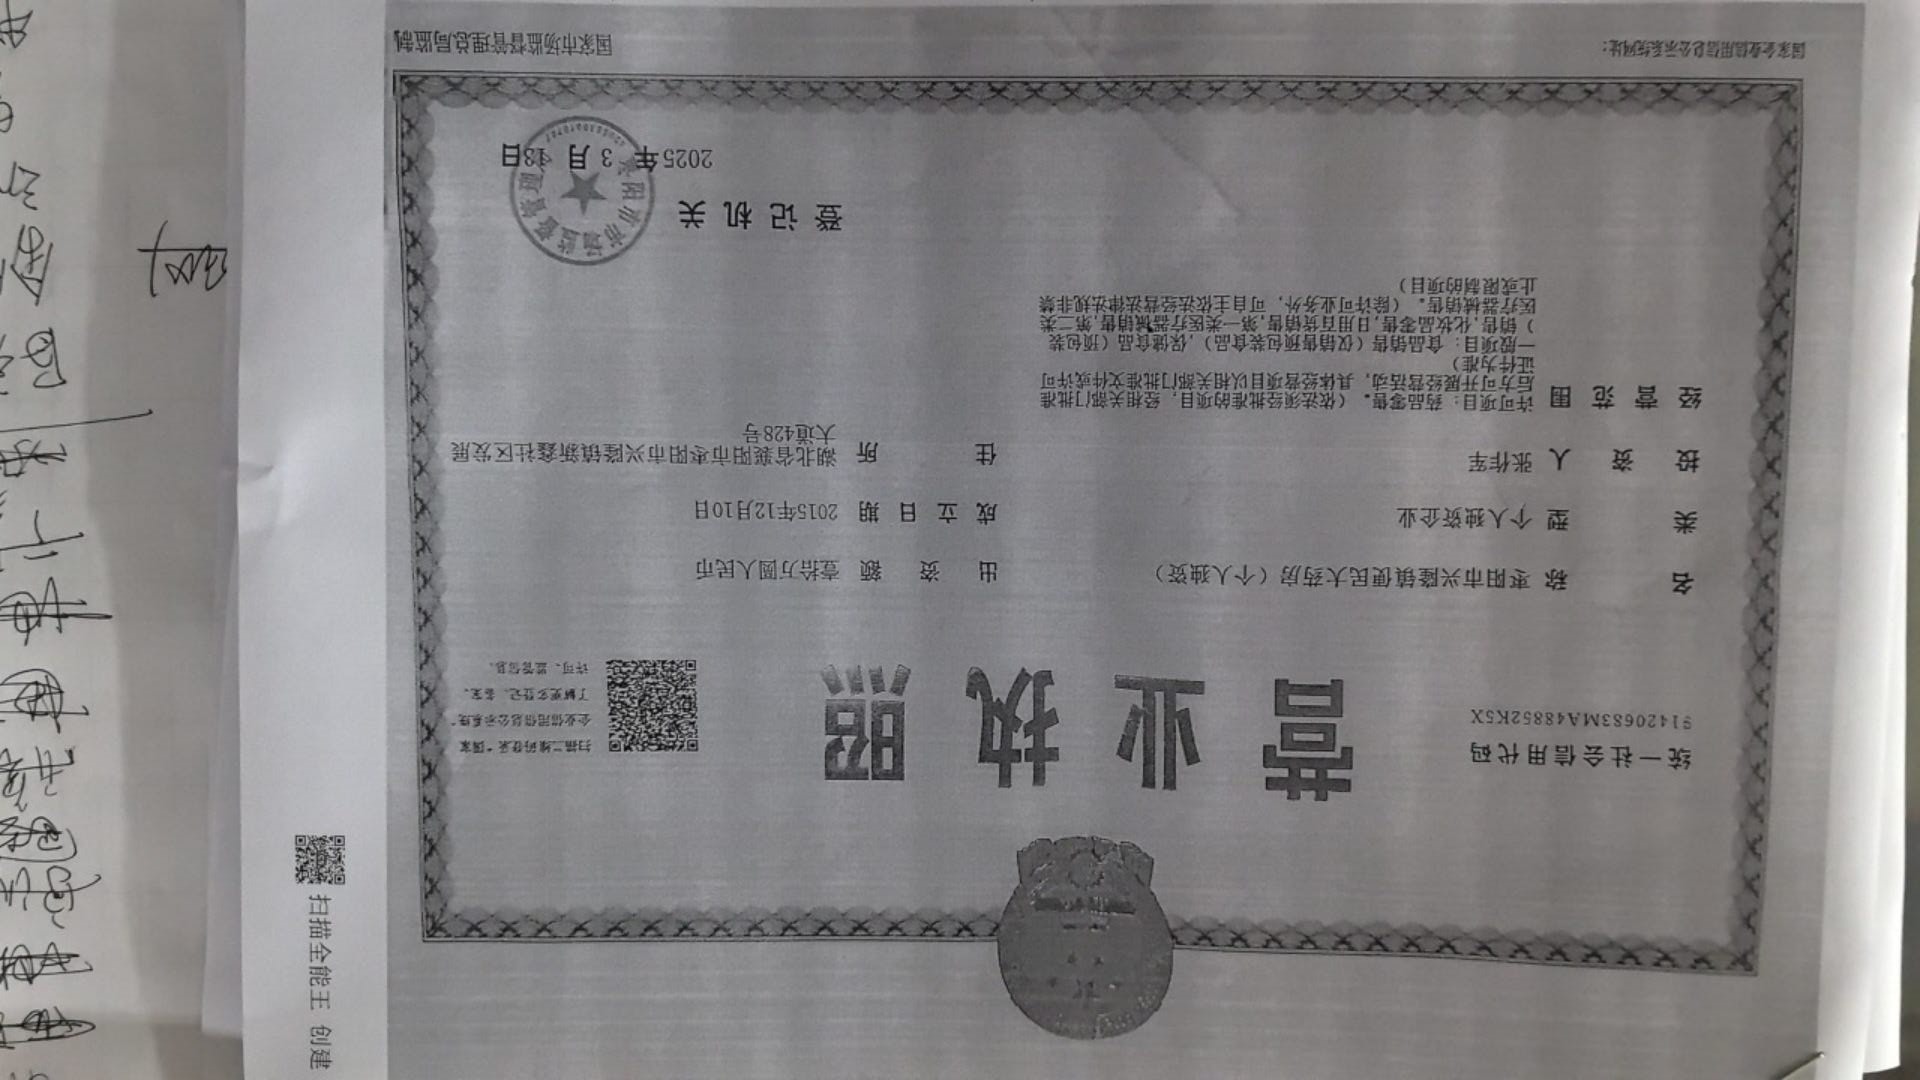 统一社会信用代码
91420683MA48852K5X
营业执照
扫描二维码登录“国家
企业信用信息公示系统”
了解更多登记、备案、
许可、监管信息。
名称 枣阳市兴隆镇便民大药房（个人独资）
出资额 壹拾万圆人民币
类型 个人独资企业
成立日期 2015年12月10日
投资人 张作军
住所 湖北省襄阳市枣阳市兴隆镇新鑫社区发展
大道428号
经营范围 许可项目：药品零售。（依法须经批准的项目，经相关部门批准
后方可开展经营活动，具体经营项目以相关部门批准文件或许可
证件为准）
一般项目：食品销售（仅销售预包装食品）,保健食品（预包装
）销售,化妆品零售,日用百货销售,第一类医疗器械销售,第二类
医疗器械销售。（除许可业务外，可自主依法经营法律法规非禁
止或限制的项目）
登记机关
枣阳市市场监督管理局
2025年 3月 13日
国家企业信用信息公示系统网址：
国家市场监督管理总局监制
扫描全能王 创建